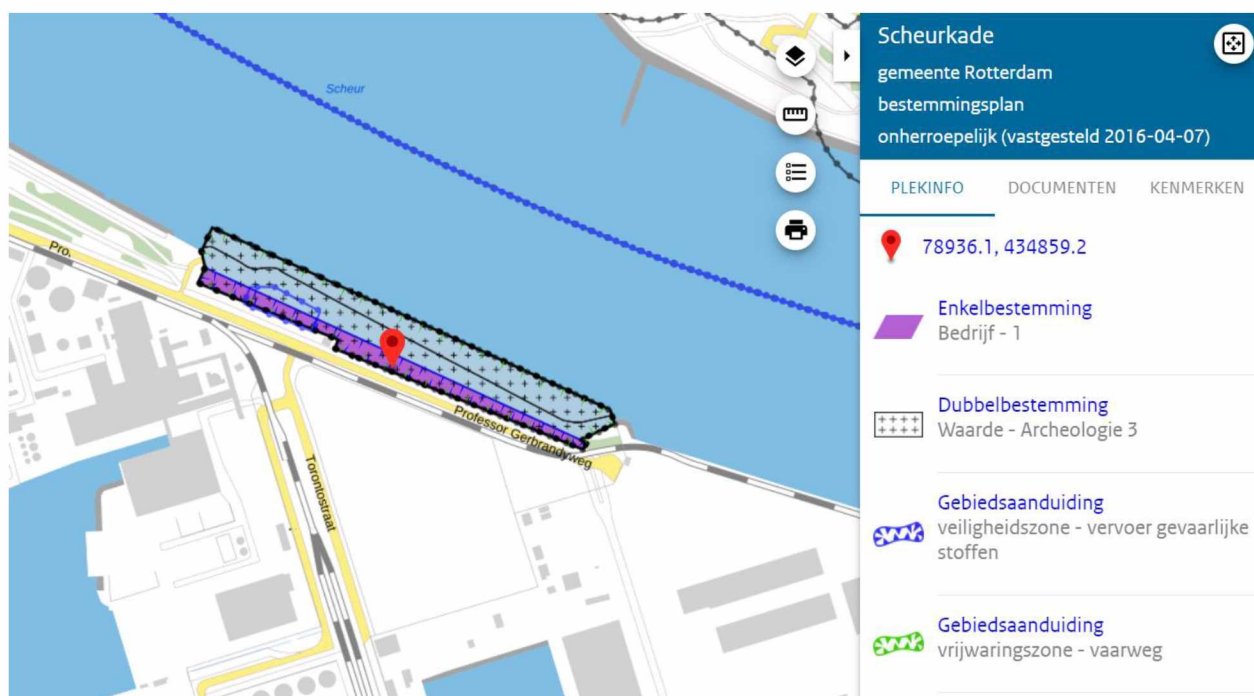 Scheur
Pro.
Professor Gerbrandyweg
Torontostraat
Scheurkade
gemeente Rotterdam
bestemmingsplan
onherroepelijk (vastgesteld 2016-04-07)
PLEKINFO DOCUMENTEN KENMERKEN
78936.1, 434859.2
Enkelbestemming
Bedrijf - 1
Dubbelbestemming
Waarde - Archeologie 3
Gebiedsaanduiding
veiligheidszone - vervoer gevaarlijke
stoffen
Gebiedsaanduiding
vrijwaringszone - vaarweg